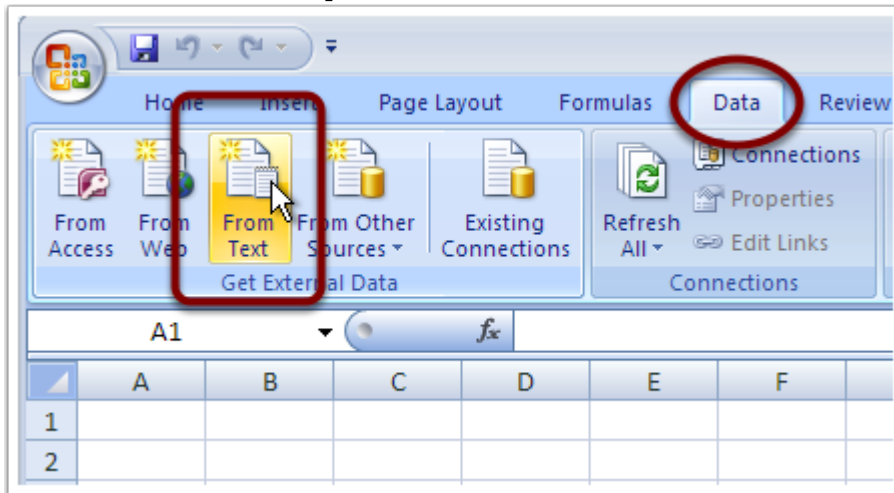 Home Insert Page Layout Formulas Data Review
From Access
From Web
From Text
From Other Sources
Existing Connections
Refresh All
Connections
Properties
Edit Links
Get External Data
Connections
A1 fx
A B C D E F
1
2